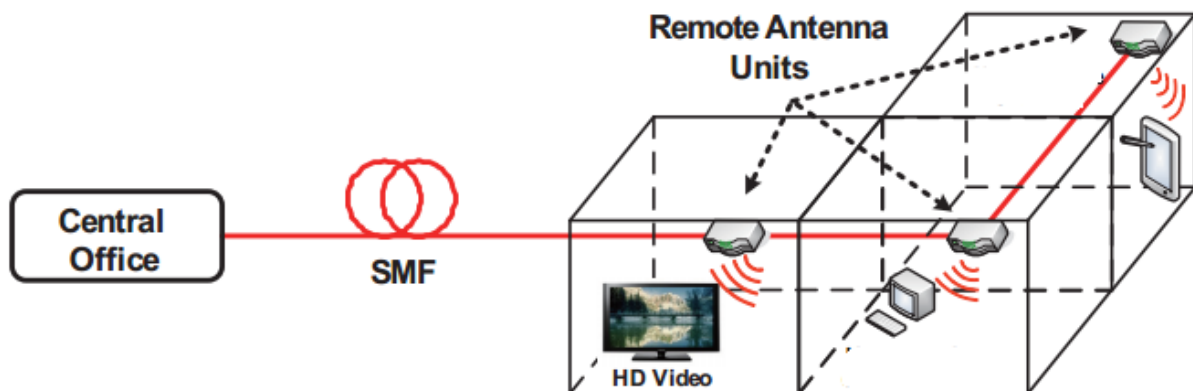 Remote Antenna
Units
Central
Office
SMF
HD Video